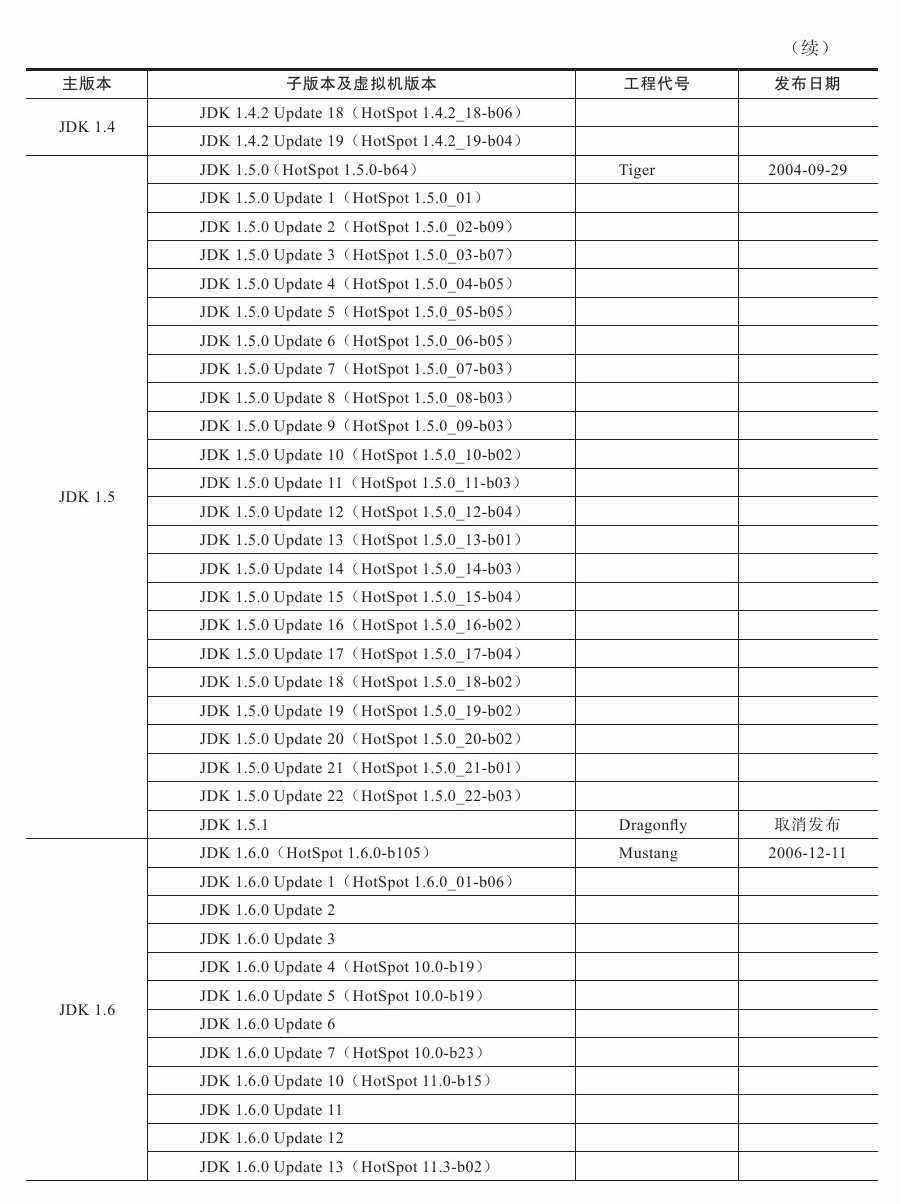 （续）
主版本 子版本及虚拟机版本 工程代号 发布日期
JDK 1.4
JDK 1.4.2 Update 18（HotSpot 1.4.2_18-b06）
JDK 1.4.2 Update 19（HotSpot 1.4.2_19-b04）
JDK 1.5
JDK 1.5.0（HotSpot 1.5.0-b64） Tiger 2004-09-29
JDK 1.5.0 Update 1（HotSpot 1.5.0_01）
JDK 1.5.0 Update 2（HotSpot 1.5.0_02-b09）
JDK 1.5.0 Update 3（HotSpot 1.5.0_03-b07）
JDK 1.5.0 Update 4（HotSpot 1.5.0_04-b05）
JDK 1.5.0 Update 5（HotSpot 1.5.0_05-b05）
JDK 1.5.0 Update 6（HotSpot 1.5.0_06-b05）
JDK 1.5.0 Update 7（HotSpot 1.5.0_07-b03）
JDK 1.5.0 Update 8（HotSpot 1.5.0_08-b03）
JDK 1.5.0 Update 9（HotSpot 1.5.0_09-b03）
JDK 1.5.0 Update 10（HotSpot 1.5.0_10-b02）
JDK 1.5.0 Update 11（HotSpot 1.5.0_11-b03）
JDK 1.5.0 Update 12（HotSpot 1.5.0_12-b04）
JDK 1.5.0 Update 13（HotSpot 1.5.0_13-b01）
JDK 1.5.0 Update 14（HotSpot 1.5.0_14-b03）
JDK 1.5.0 Update 15（HotSpot 1.5.0_15-b04）
JDK 1.5.0 Update 16（HotSpot 1.5.0_16-b02）
JDK 1.5.0 Update 17（HotSpot 1.5.0_17-b04）
JDK 1.5.0 Update 18（HotSpot 1.5.0_18-b02）
JDK 1.5.0 Update 19（HotSpot 1.5.0_19-b02）
JDK 1.5.0 Update 20（HotSpot 1.5.0_20-b02）
JDK 1.5.0 Update 21（HotSpot 1.5.0_21-b01）
JDK 1.5.0 Update 22（HotSpot 1.5.0_22-b03）
JDK 1.5.1 Dragonfly 取消发布
JDK 1.6
JDK 1.6.0（HotSpot 1.6.0-b105） Mustang 2006-12-11
JDK 1.6.0 Update 1（HotSpot 1.6.0_01-b06）
JDK 1.6.0 Update 2
JDK 1.6.0 Update 3
JDK 1.6.0 Update 4（HotSpot 10.0-b19）
JDK 1.6.0 Update 5（HotSpot 10.0-b19）
JDK 1.6.0 Update 6
JDK 1.6.0 Update 7（HotSpot 10.0-b23）
JDK 1.6.0 Update 10（HotSpot 11.0-b15）
JDK 1.6.0 Update 11
JDK 1.6.0 Update 12
JDK 1.6.0 Update 13（HotSpot 11.3-b02）